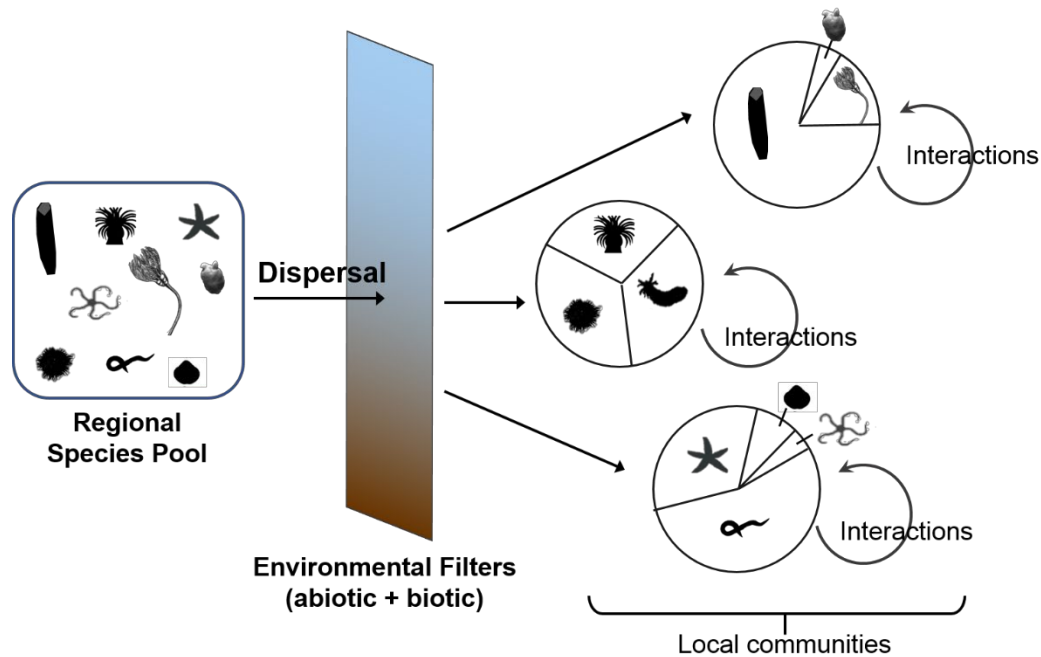 Interactions
Dispersal
Interactions
Regional
Species Pool
Interactions
Environmental Filters
(abiotic + biotic)
Local communities